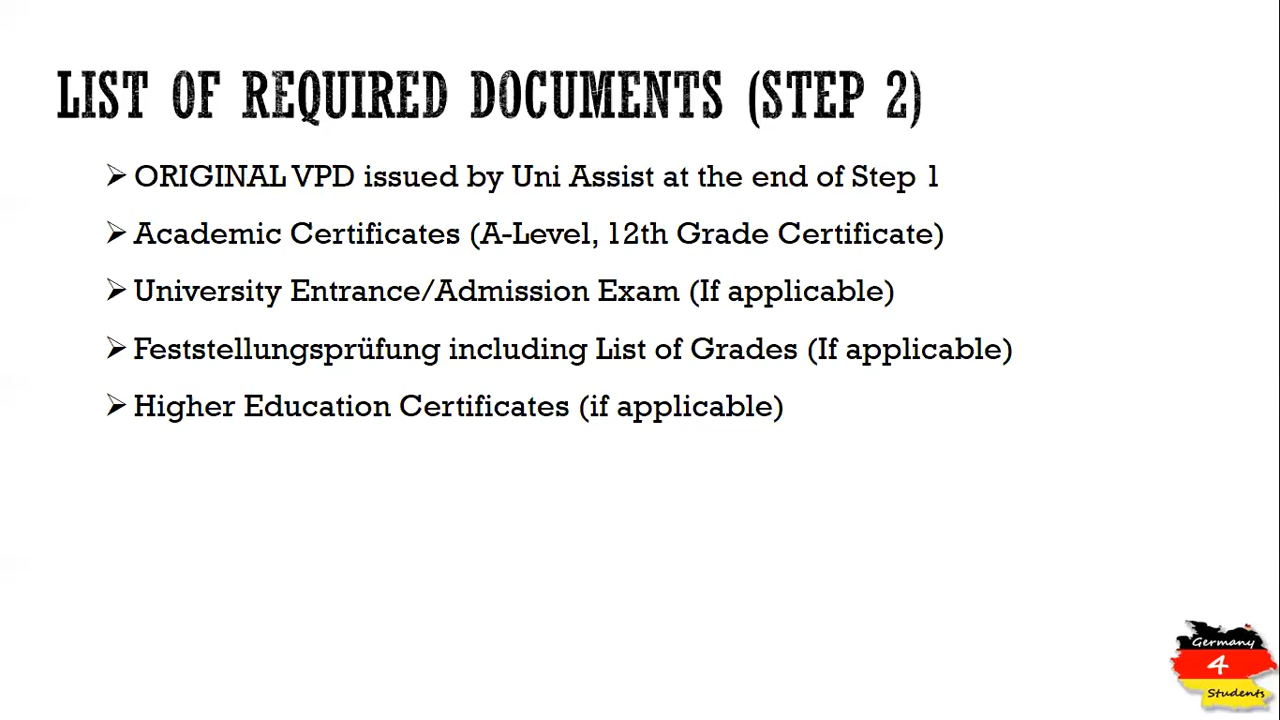 LIST OF REQUIRED DOCUMENTS (STEP 2)
ORIGINAL VPD issued by Uni Assist at the end of Step 1
Academic Certificates (A-Level, 12th Grade Certificate)
University Entrance/Admission Exam (If applicable)
Feststellungsprüfung including List of Grades (If applicable)
Higher Education Certificates (if applicable)
Germany
4
Students